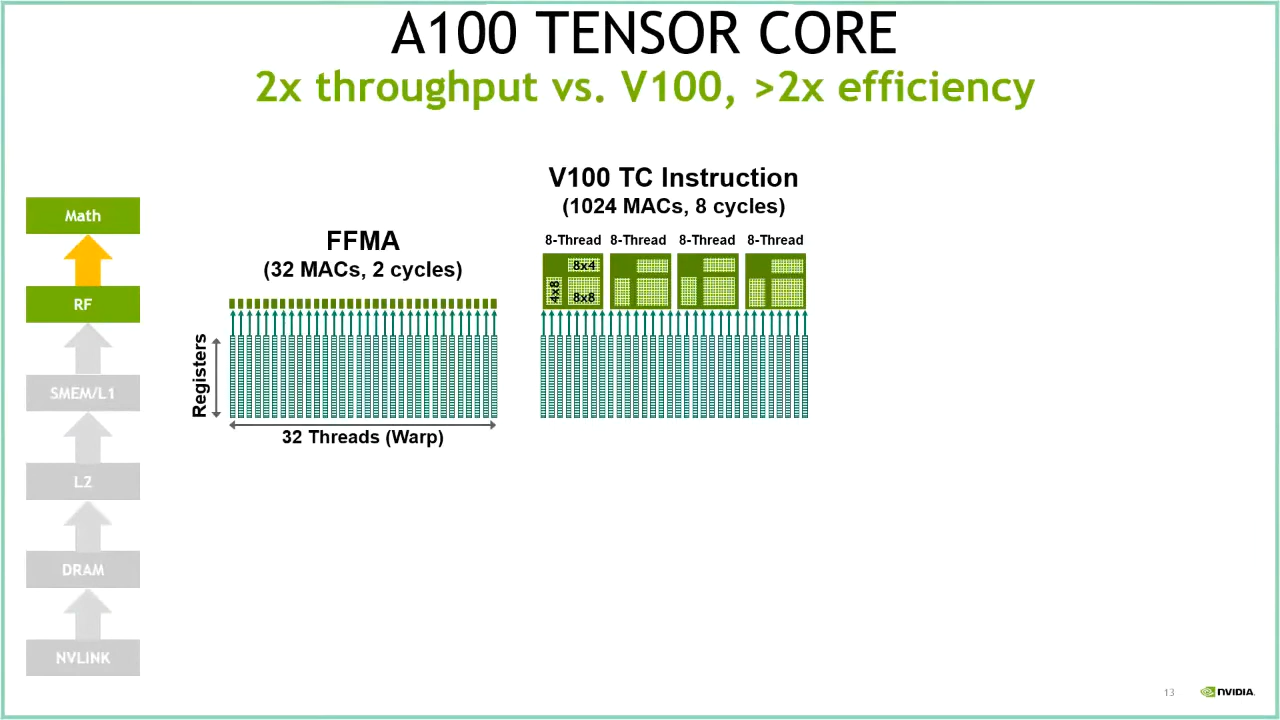 A100 TENSOR CORE
2x throughput vs. V100, >2x efficiency
Math
RF
SMEM/L1
L2
DRAM
NVLINK
FFMA
(32 MACs, 2 cycles)
Registers
32 Threads (Warp)
V100 TC Instruction
(1024 MACs, 8 cycles)
8-Thread 8-Thread 8-Thread 8-Thread
8x4
4x8
8x8
13
NVIDIA.